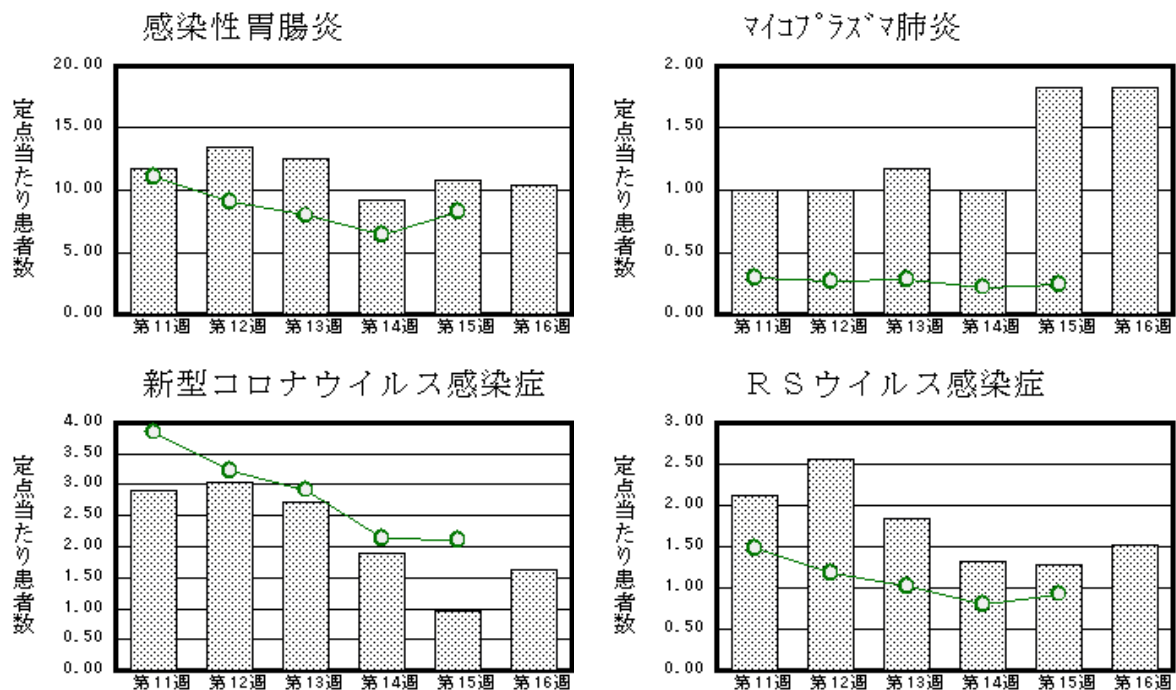 感染性胃腸炎
定点当たり患者数
20.00
15.00
10.00
5.00
0.00
第11週 第12週 第13週 第14週 第15週 第16週
ﾏｲｺﾌﾟﾗｽﾞﾏ肺炎
定点当たり患者数
2.00
1.50
1.00
0.50
0.00
第11週 第12週 第13週 第14週 第15週 第16週
新型コロナウイルス感染症
定点当たり患者数
4.00
3.50
3.00
2.50
2.00
1.50
1.00
0.50
0.00
第11週 第12週 第13週 第14週 第15週 第16週
ＲＳウイルス感染症
定点当たり患者数
3.00
2.50
2.00
1.50
1.00
0.50
0.00
第11週 第12週 第13週 第14週 第15週 第16週